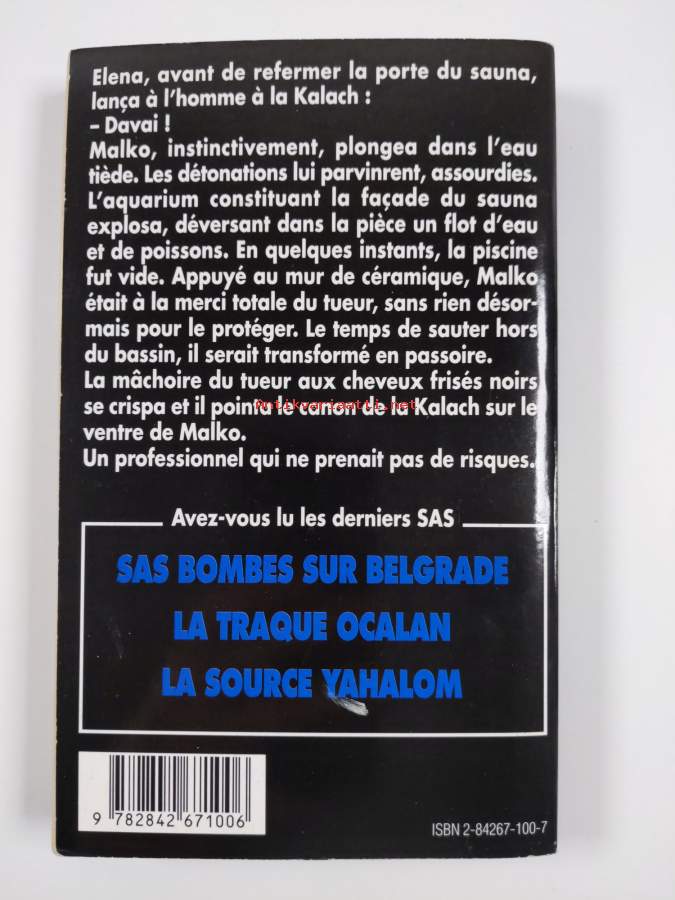 Elena, avant de refermer la porte du sauna,
lança à l'homme à la Kalach :
– Davai !
Malko, instinctivement, plongea dans l'eau
tiède. Les détonations lui parvinrent, assourdies.
L'aquarium constituant la façade du sauna
explosa, déversant dans la pièce un flot d'eau
et de poissons. En quelques instants, la piscine
fut vide. Appuyé au mur de céramique, Malko
était à la merci totale du tueur, sans rien désor-
mais pour le protéger. Le temps de sauter hors
du bassin, il serait transformé en passoire.
La mâchoire du tueur aux cheveux frisés noirs
se crispa et il pointa le canon de la Kalach sur le
Antikvariaatti.net
ventre de Malko.
Un professionnel qui ne prenait pas de risques.
Avez-vous lu les derniers SAS
SAS BOMBES SUR BELGRADE
LA TRAQUE OCALAN
LA SOURCE YAHALOM
9 782842 671006
ISBN 2-84267-100-7